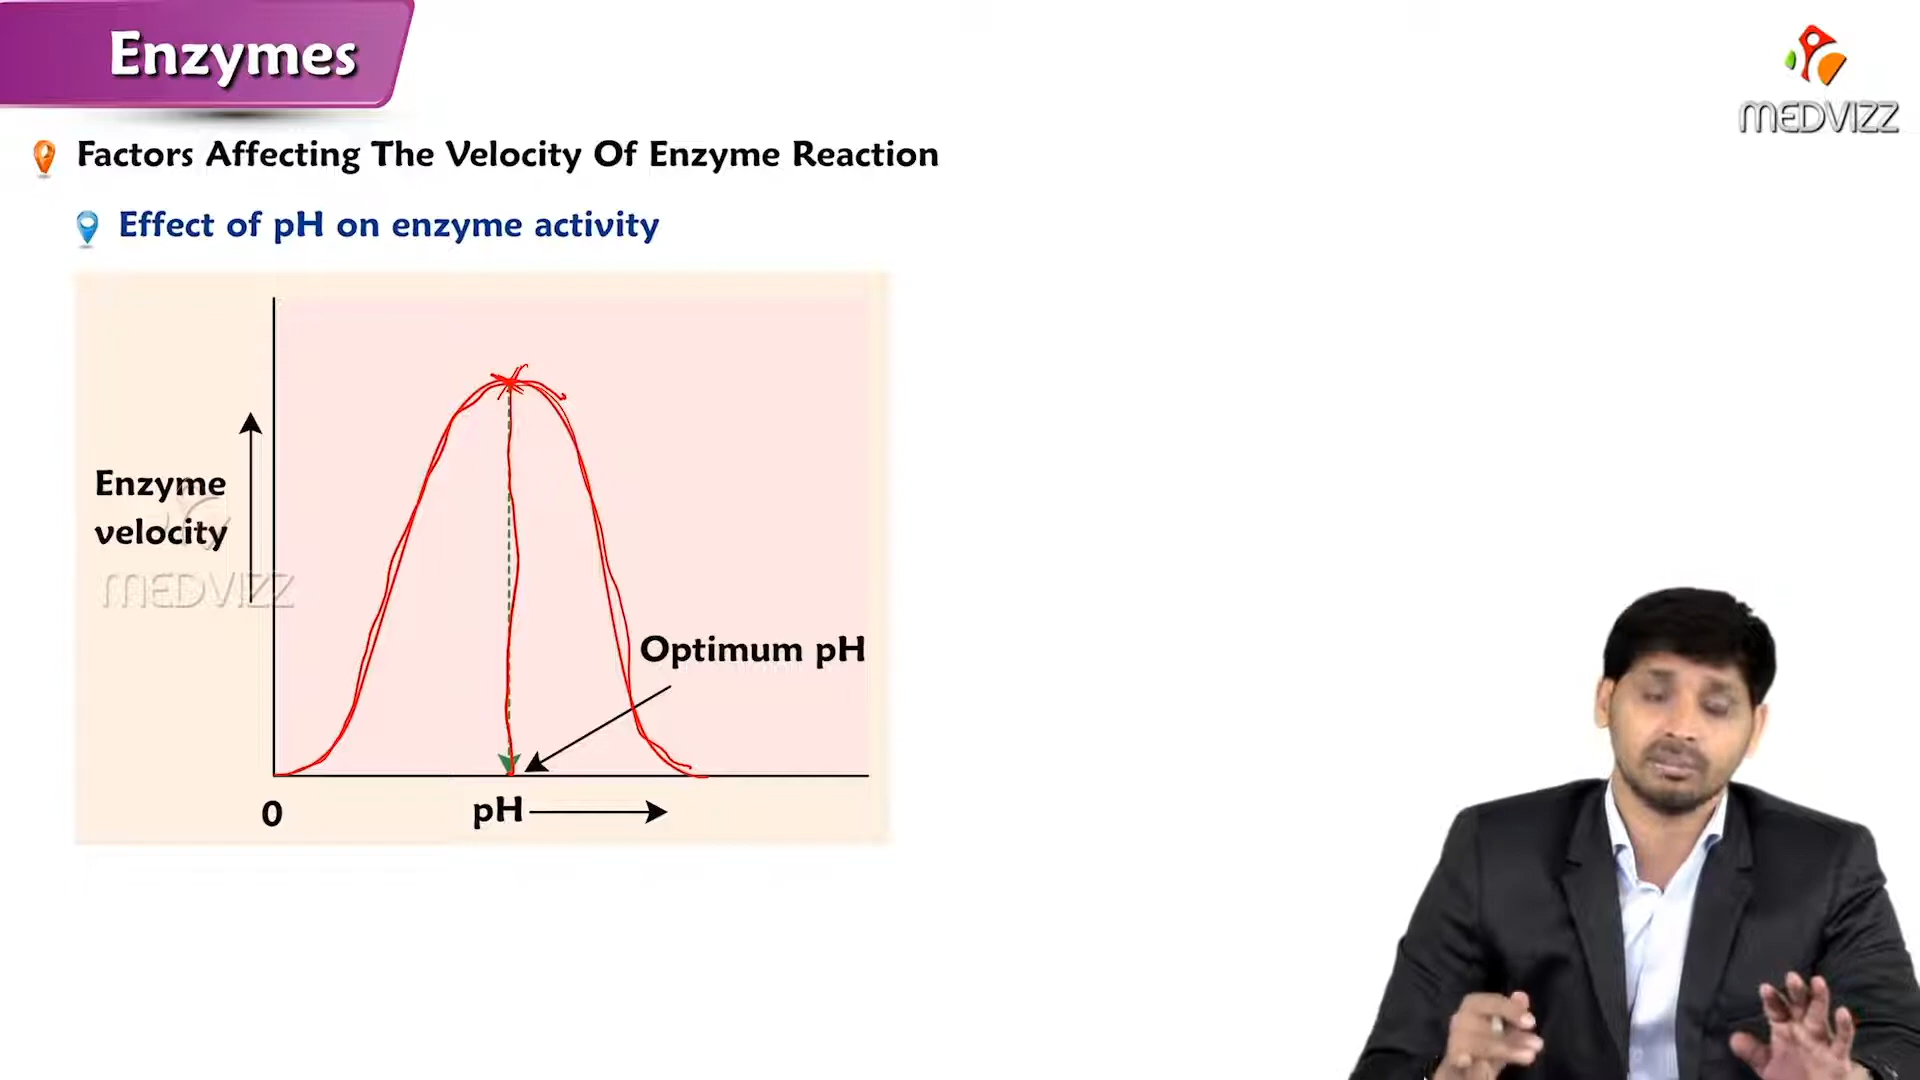 Enzymes
MEDVIZZ
Factors Affecting The Velocity Of Enzyme Reaction
Effect of pH on enzyme activity
Enzyme
velocity
MEDVIZZ
Optimum pH
0
pH